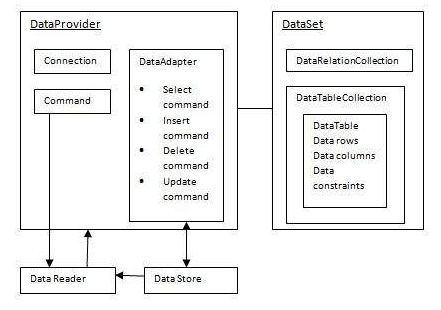 DataProvider
Connection
Command
DataAdapter
• Select
command
• Insert
command
• Delete
command
• Update
command
DataSet
DataRelationCollection
DataTableCollection
DataTable
Data rows
Data columns
Data
constraints
Data Reader
Data Store